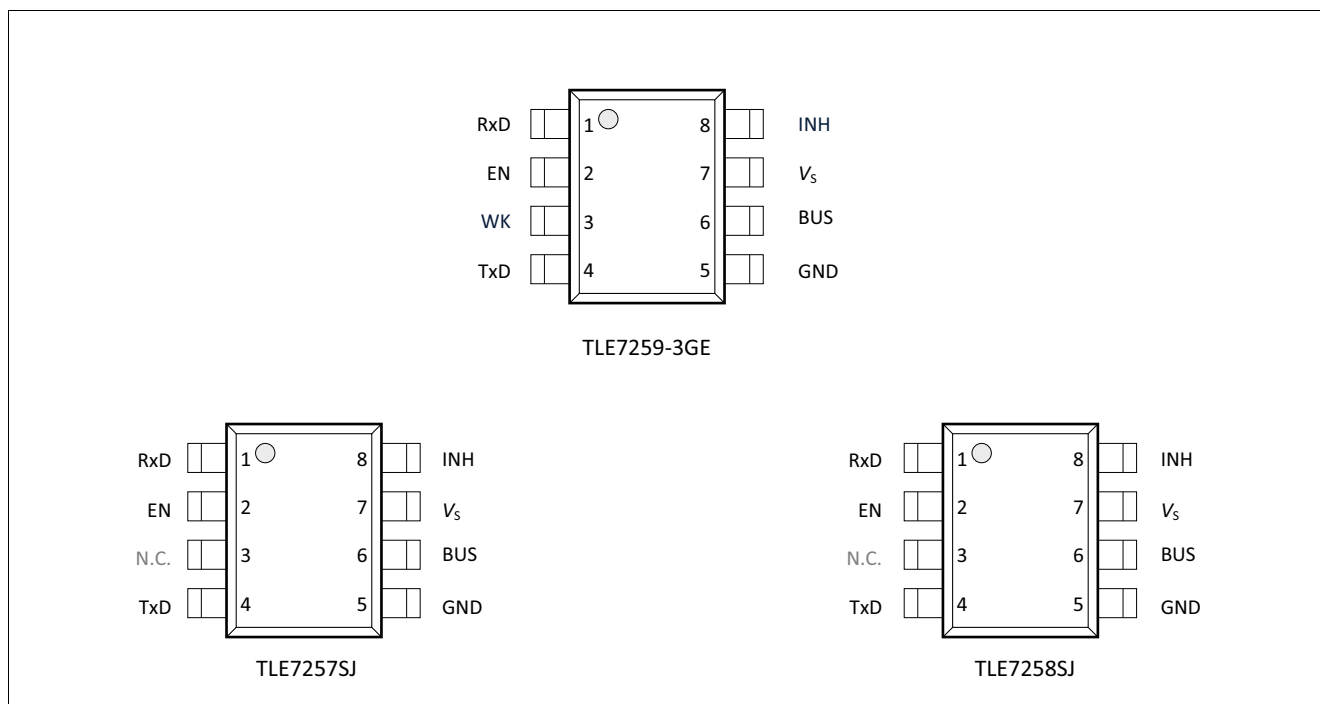 RxD 1 8 INH
EN 2 7 VS
WK 3 6 BUS
TxD 4 5 GND
TLE7259-3GE
RxD 1 8 INH
EN 2 7 VS
N.C. 3 6 BUS
TxD 4 5 GND
TLE7257SJ
RxD 1 8 INH
EN 2 7 VS
N.C. 3 6 BUS
TxD 4 5 GND
TLE7258SJ